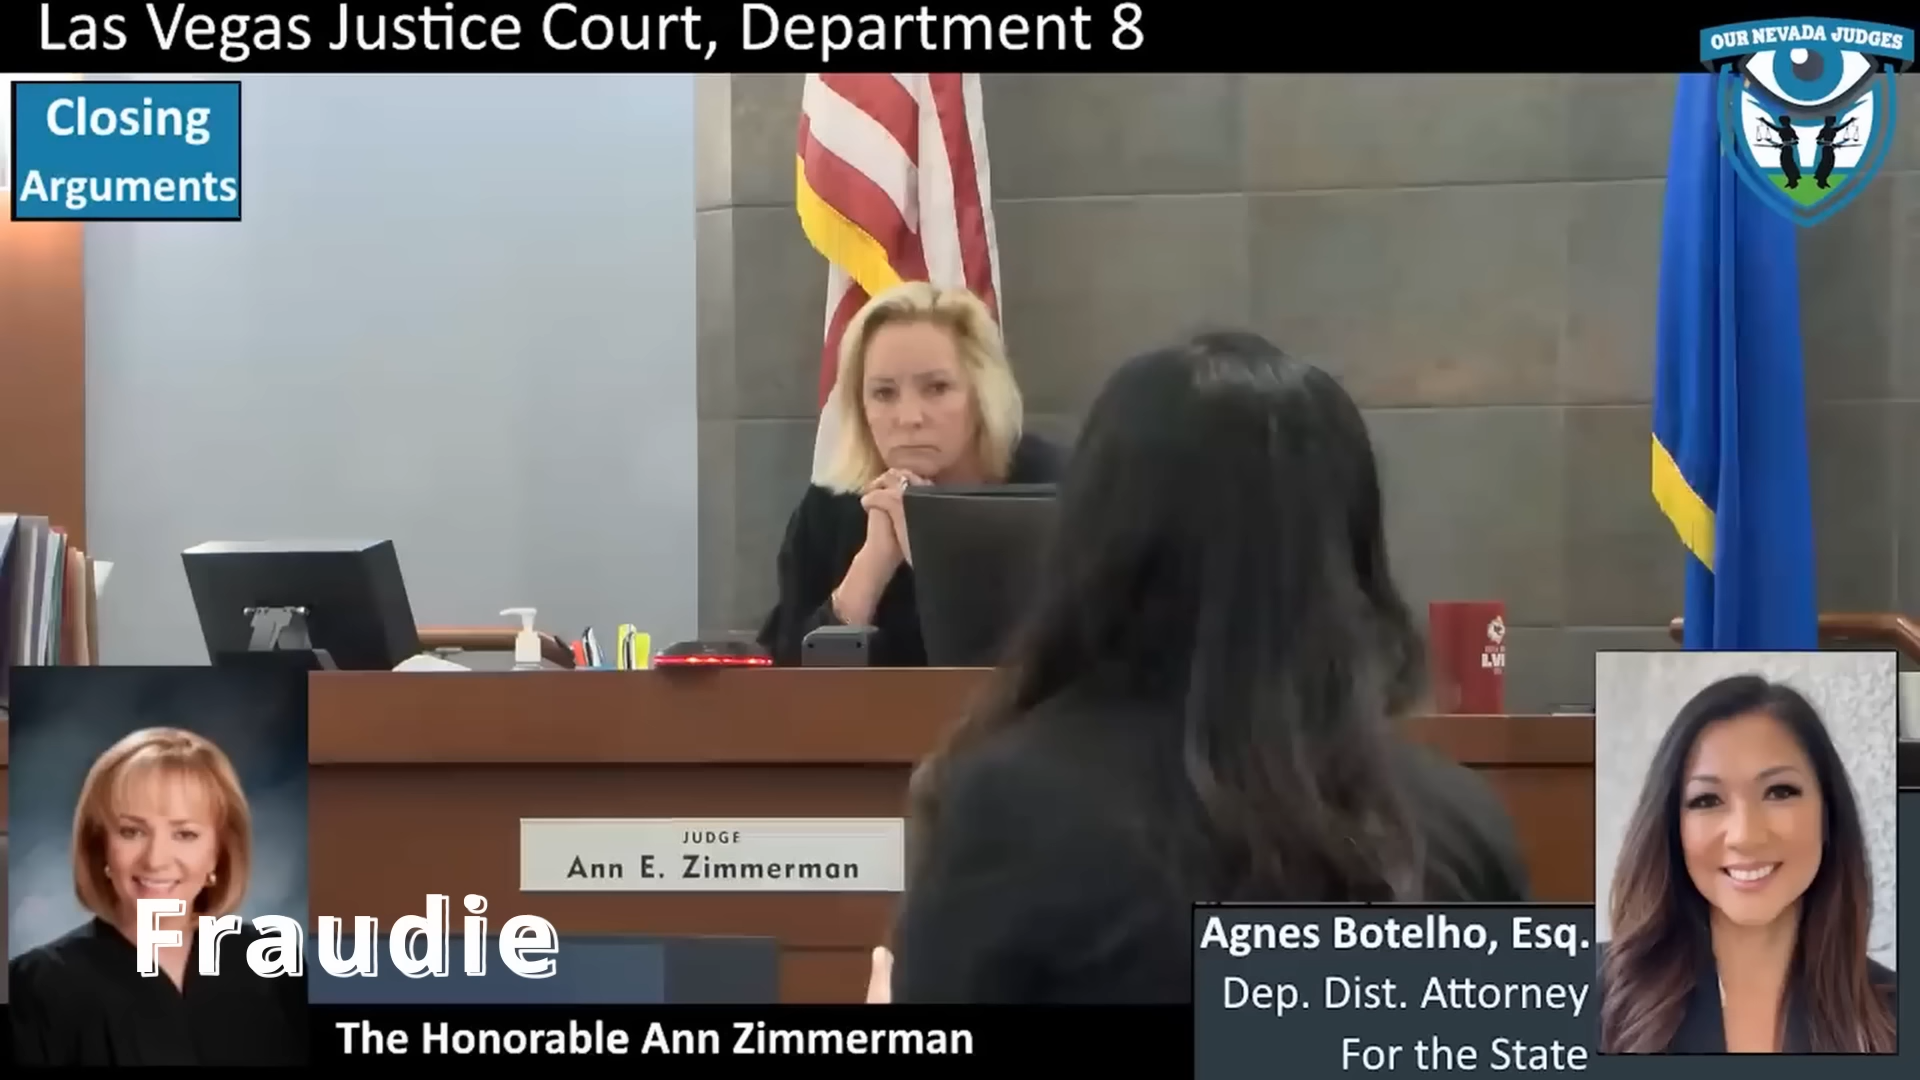 Las Vegas Justice Court, Department 8
OUR NEVADA JUDGES
Closing
Arguments
JUDGE
Ann E. Zimmerman
Fraudie
Agnes Botelho, Esq.
Dep. Dist. Attorney
For the State
The Honorable Ann Zimmerman